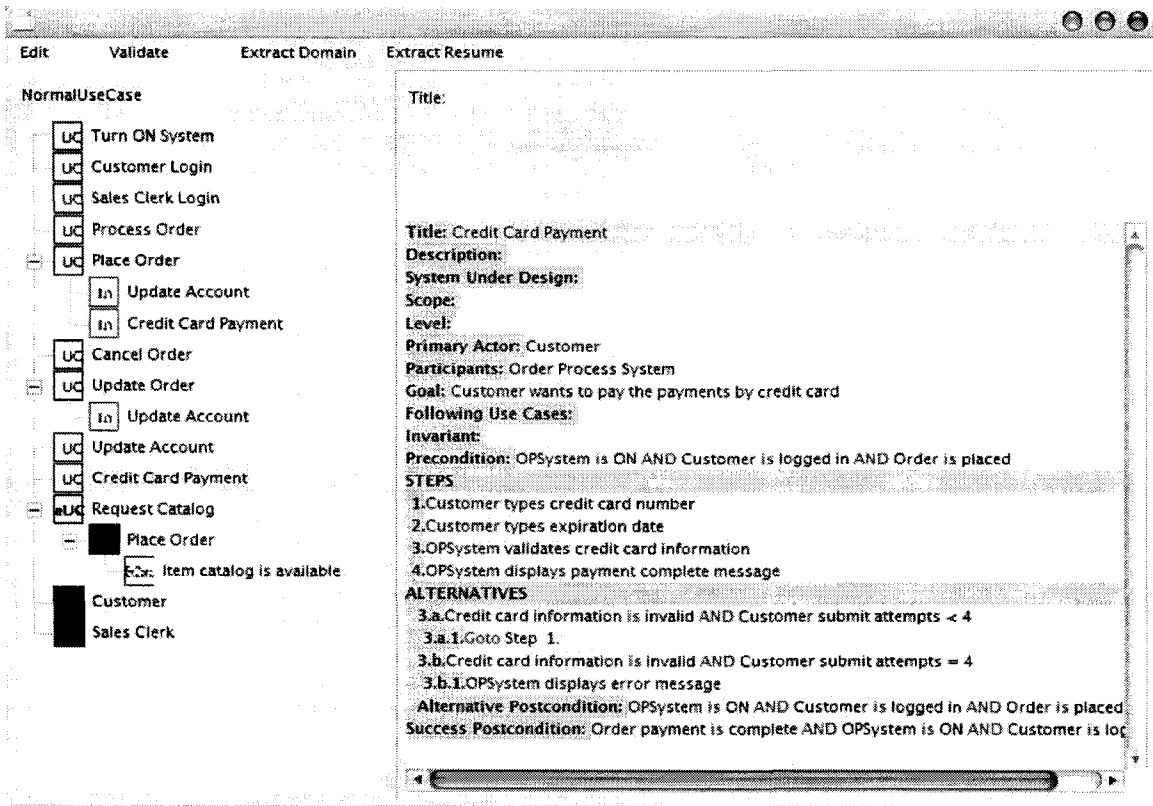 Edit Validate Extract Domain Extract Resume
NormalUseCase
UC Turn ON System
UC Customer Login
UC Sales Clerk Login
UC Process Order
UC Place Order
In Update Account
In Credit Card Payment
UC Cancel Order
UC Update Order
In Update Account
UC Update Account
UC Credit Card Payment
eUC Request Catalog
Place Order
Item catalog is available
Customer
Sales Clerk
Title:
Title: Credit Card Payment
Description:
System Under Design:
Scope:
Level:
Primary Actor: Customer
Participants: Order Process System
Goal: Customer wants to pay the payments by credit card
Following Use Cases:
Invariant:
Precondition: OPSystem is ON AND Customer is logged in AND Order is placed
STEPS
1.Customer types credit card number
2.Customer types expiration date
3.OPSystem validates credit card information
4.OPSystem displays payment complete message
ALTERNATIVES
3.a.Credit card information is invalid AND Customer submit attempts < 4
3.a.1.Goto Step 1.
3.b.Credit card information is invalid AND Customer submit attempts = 4
3.b.1.OPSystem displays error message
Alternative Postcondition: OPSystem is ON AND Customer is logged in AND Order is placed
Success Postcondition: Order payment is complete AND OPSystem is ON AND Customer is log